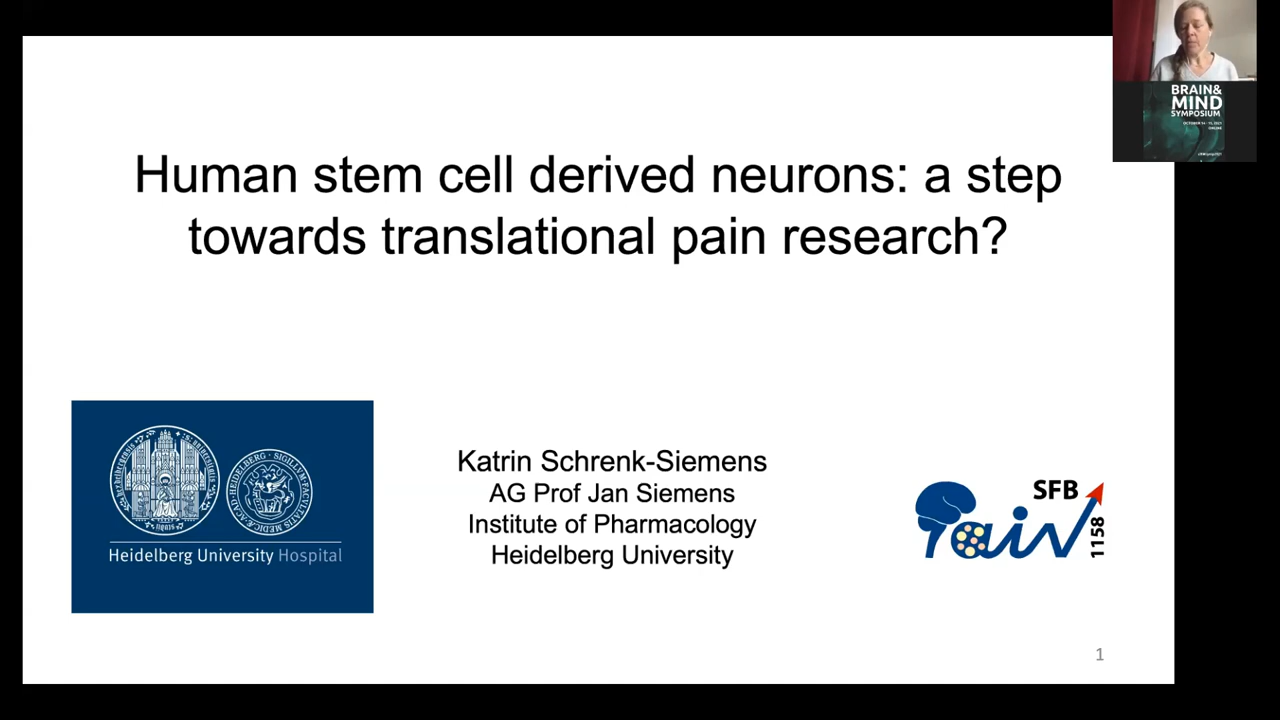 BRAIN&
MIND
SYMPOSIUM
ONLINE
Human stem cell derived neurons: a step
towards translational pain research?
Heidelberg University Hospital
Katrin Schrenk-Siemens
AG Prof Jan Siemens
Institute of Pharmacology
Heidelberg University
SFB
Pain
1158
1